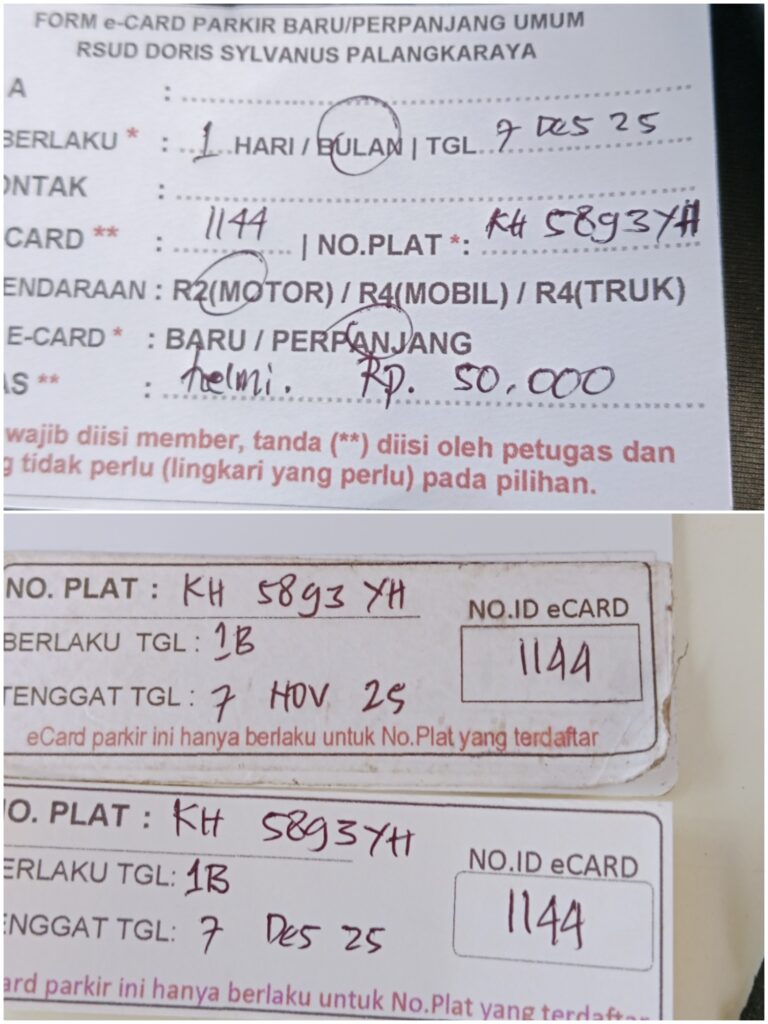 FORM e-CARD PARKIR BARU/PERPANJANG UMUM
RSUD DORIS SYLVANUS PALANGKARAYA
A :
BERLAKU * : 1 HARI / BULAN | TGL 7 Des 25
ONTAK :
CARD ** : 1144 | NO.PLAT *: KH 5893 YH
ENDARAAN : R2(MOTOR) / R4(MOBIL) / R4(TRUK)
E-CARD * : BARU / PERPANJANG
AS ** : helmi. Rp. 50.000
wajib diisi member, tanda (**) diisi oleh petugas dan
g tidak perlu (lingkari yang perlu) pada pilihan.
NO. PLAT : KH 5893 YH
NO.ID eCARD
BERLAKU TGL : 1B
1144
TENGGAT TGL : 7 NOV 25
eCard parkir ini hanya berlaku untuk No.Plat yang terdaftar
O. PLAT : KH 5893 YH
NO.ID eCARD
ERLAKU TGL: 1B
1144
ENGGAT TGL: 7 Des 25
ard parkir ini hanya berlaku untuk No.Plat yang terdaftar